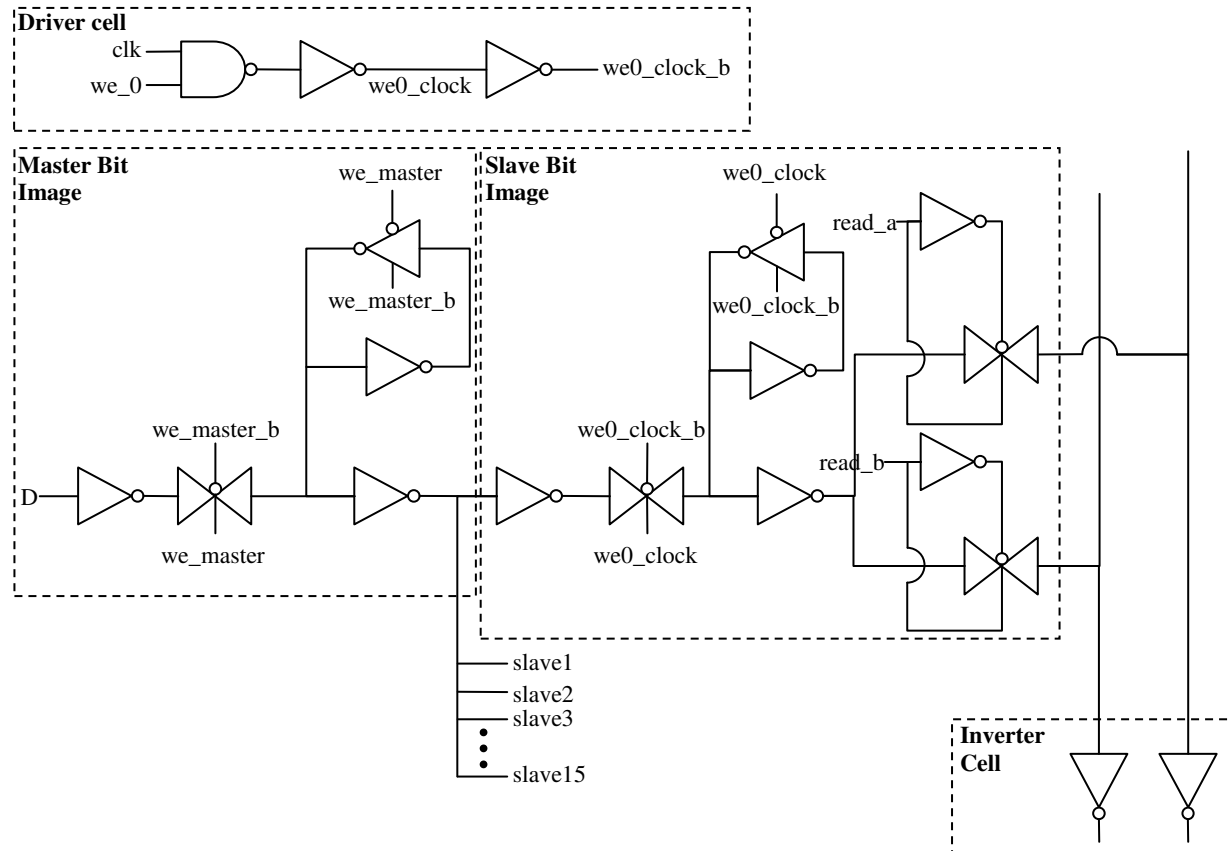 Driver cell
clk
we_0
we0_clock
we0_clock_b
Master Bit
Image
we_master
we_master_b
we_master_b
D
we_master
Slave Bit
Image
we0_clock
we0_clock_b
read_a
we0_clock_b
read_b
we0_clock
slave1
slave2
slave3
slave15
Inverter
Cell